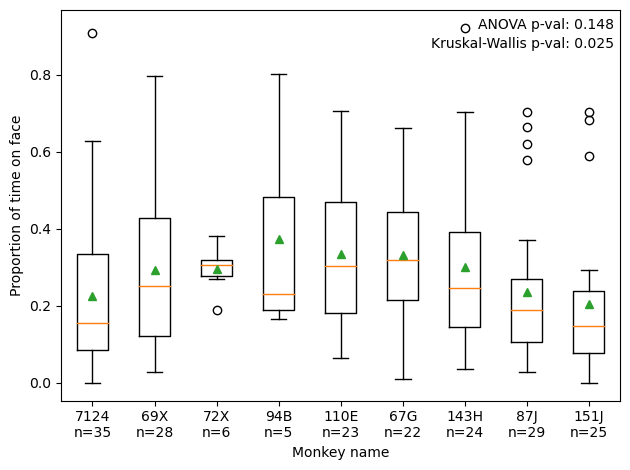 ANOVA p-val: 0.148
Kruskal-Wallis p-val: 0.025
Proportion of time on face
0.8
0.6
0.4
0.2
0.0
7124 69X 72X 94B 110E 67G 143H 87J 151J
n=35 n=28 n=6 n=5 n=23 n=22 n=24 n=29 n=25
Monkey name